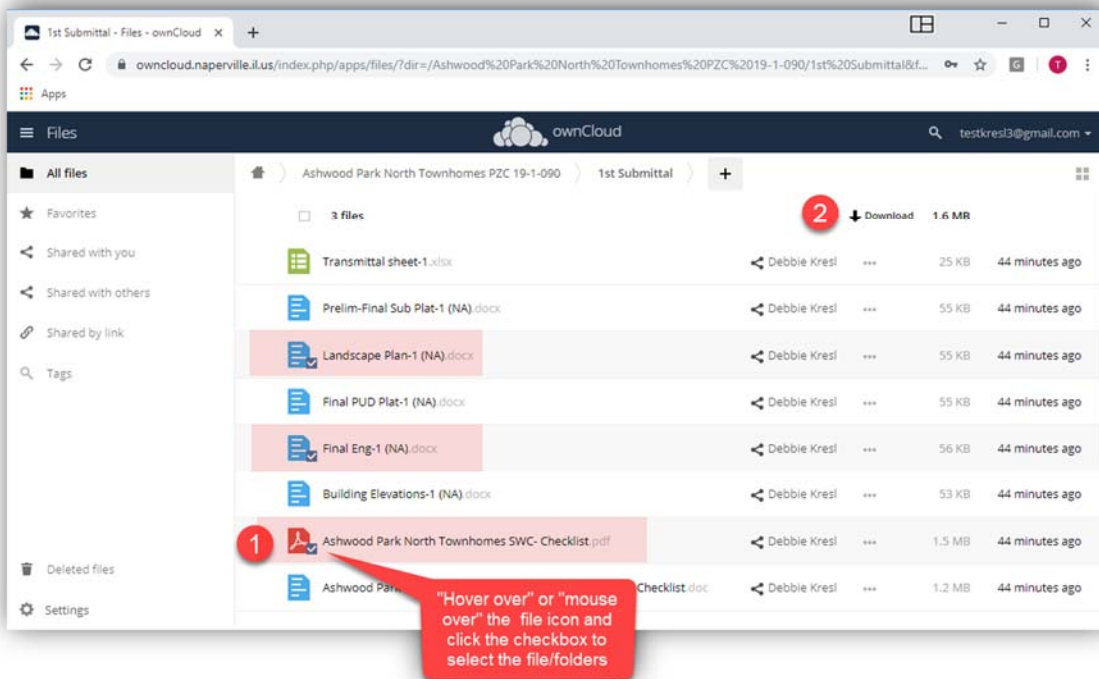 1st Submittal - Files - ownCloud
owncloud.naperville.il.us/index.php/apps/files/?dir=/Ashwood%20Park%20North%20Townhomes%20PZC%2019-1-090/1st%20Submittal&f...
G
T
Apps
Files
ownCloud
testkresl3@gmail.com
All files
Ashwood Park North Townhomes PZC 19-1-090
1st Submittal
+
Favorites
3 files
2
Download
1.6 MB
Shared with you
Transmittal sheet-1.xlsx
Debbie Kresl
...
25 KB
44 minutes ago
Shared with others
Prelim-Final Sub Plat-1 (NA).docx
Debbie Kresl
...
55 KB
44 minutes ago
Shared by link
Landscape Plan-1 (NA).docx
Debbie Kresl
...
55 KB
44 minutes ago
Tags
Final PUD Plat-1 (NA).docx
Debbie Kresl
...
55 KB
44 minutes ago
Final Eng-1 (NA).docx
Debbie Kresl
...
56 KB
44 minutes ago
Building Elevations-1 (NA).docx
Debbie Kresl
...
53 KB
44 minutes ago
1
Ashwood Park North Townhomes SWC- Checklist.pdf
Debbie Kresl
...
1.5 MB
44 minutes ago
Deleted files
Ashwood
Checklist.doc
Debbie Kresl
...
1.2 MB
44 minutes ago
Settings
"Hover over" or "mouse
over" the file icon and
click the checkbox to
select the file/folders